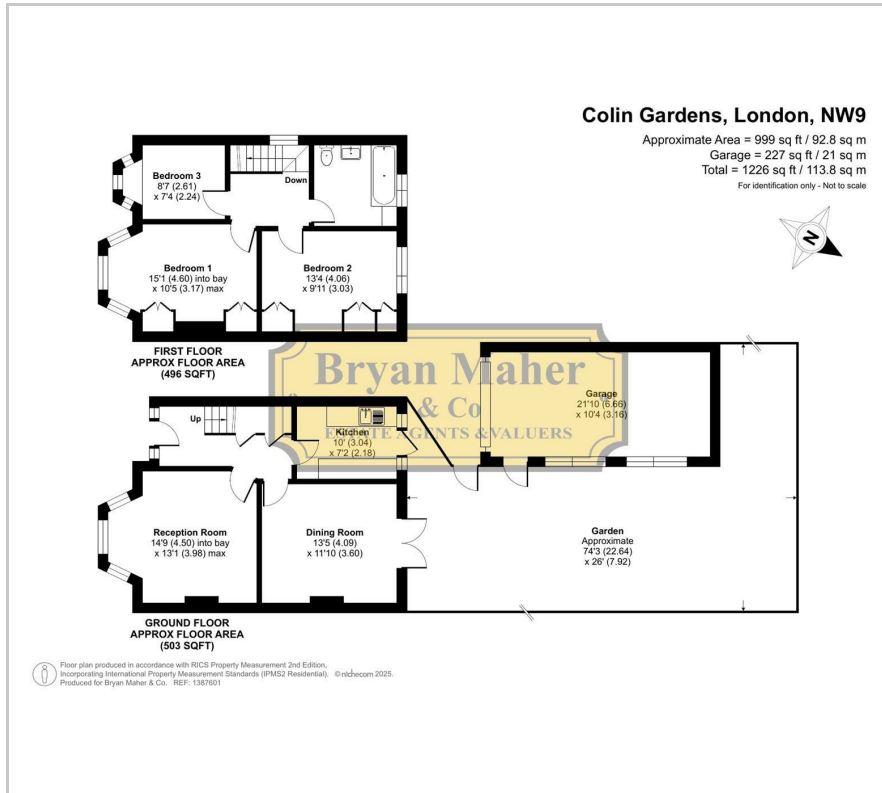 Colin Gardens, London, NW9
Approximate Area = 999 sq ft / 92.8 sq m
Garage = 227 sq ft / 21 sq m
Total = 1226 sq ft / 113.8 sq m
For identification only - Not to scale
N
Bedroom 3
8'7 (2.61)
x 7'4 (2.24)
Down
Bedroom 1
15'1 (4.60) into bay
x 10'5 (3.17) max
Bedroom 2
13'4 (4.06)
x 9'11 (3.03)
FIRST FLOOR
APPROX FLOOR AREA
(496 SQFT)
Bryan Maher
& Co
ESTATE AGENTS & VALUERS
Up
Kitchen
10' (3.04)
x 7'2 (2.18)
Garage
21'10 (6.66)
x 10'4 (3.16)
Reception Room
14'9 (4.50) into bay
x 13'1 (3.98) max
Dining Room
13'5 (4.09)
x 11'10 (3.60)
Garden
Approximate
74'3 (22.64)
x 26' (7.92)
GROUND FLOOR
APPROX FLOOR AREA
(503 SQFT)
Floor plan produced in accordance with RICS Property Measurement 2nd Edition,
Incorporating International Property Measurement Standards (IPMS2 Residential). © nichecom 2025.
Produced for Bryan Maher & Co. REF: 1387601